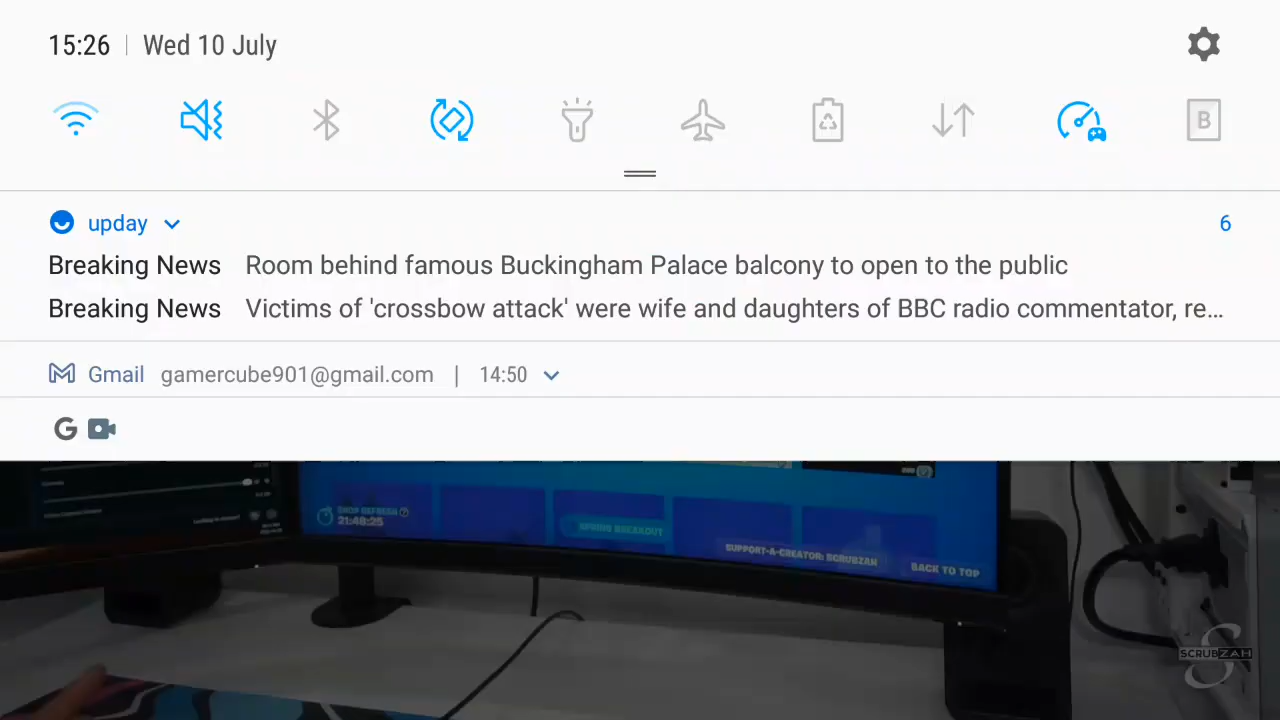 15:26 | Wed 10 July
B
upday
6
Breaking News Room behind famous Buckingham Palace balcony to open to the public
Breaking News Victims of 'crossbow attack' were wife and daughters of BBC radio commentator, re...
Gmail gamercube901@gmail.com | 14:50
G
SHOP REFRESH ?
21:48:25
SPRING BREAKOUT
SUPPORT-A-CREATOR: SCRUBZAH
BACK TO TOP
SCRUBZAH